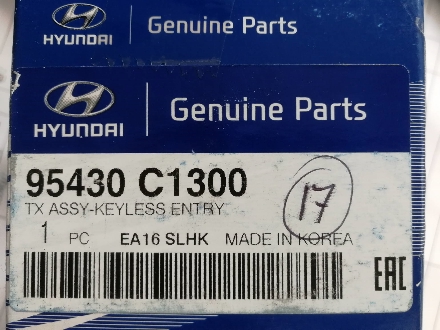 HYUNDAI
Genuine Parts
HYUNDAI
Genuine Parts
95430 C1300
TX ASSY-KEYLESS ENTRY
17
1 PC EA16 SLHK MADE IN KOREA
EAC